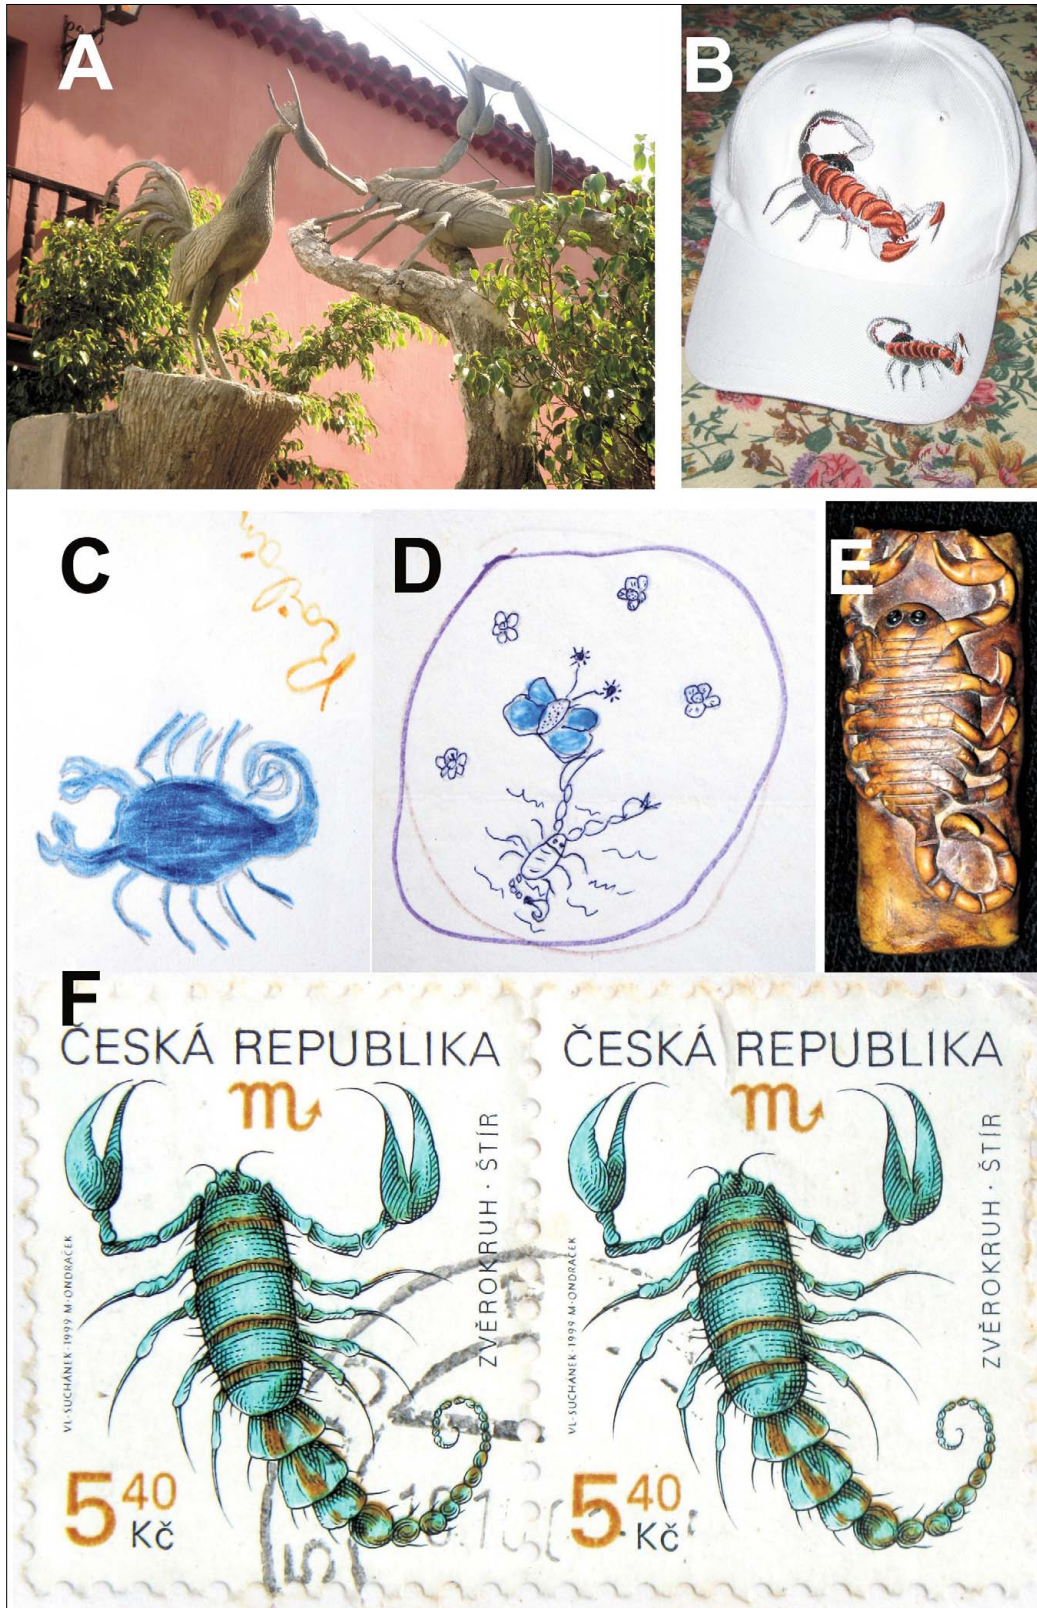 A
B
C
D
E
F
ČESKÁ REPUBLIKA
VL·SUCHÁNEK·1999 M·ONDRÁČEK
ZVĚROKRUH · ŠTÍR
5 40 Kč
ČESKÁ REPUBLIKA
VL·SUCHÁNEK·1999 M·ONDRÁČEK
ZVĚROKRUH · ŠTÍR
5 40 Kč